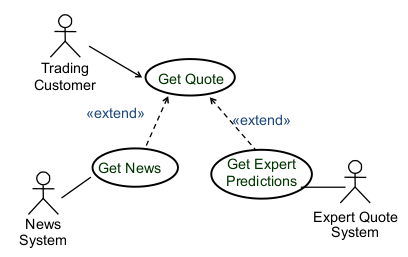 Trading
Customer
Get Quote
«extend»
«extend»
Get News
Get Expert
Predictions
News
System
Expert Quote
System